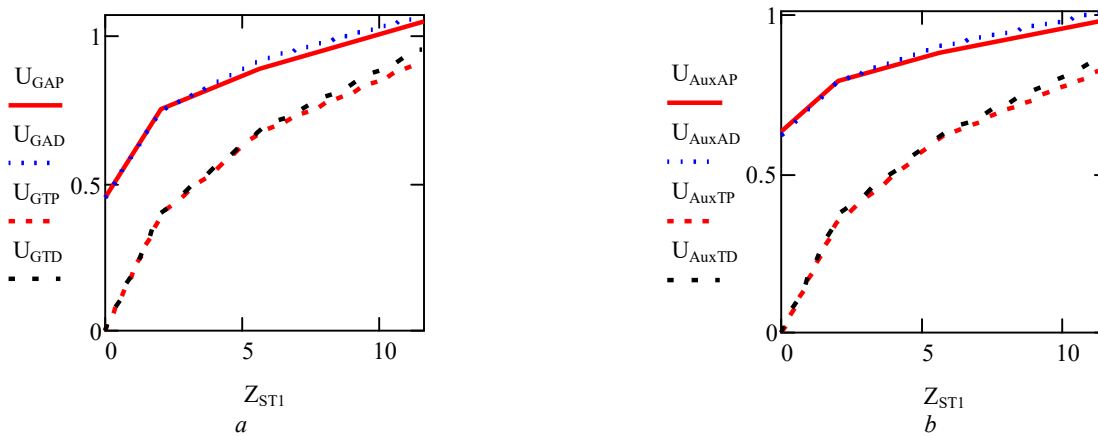 1
U_GAP
U_GAD
0.5
U_GTP
U_GTD
0
0 5 10
Z_ST1
a
1
U_AuxAP
U_AuxAD
0.5
U_AuxTP
U_AuxTD
0
0 5 10
Z_ST1
b